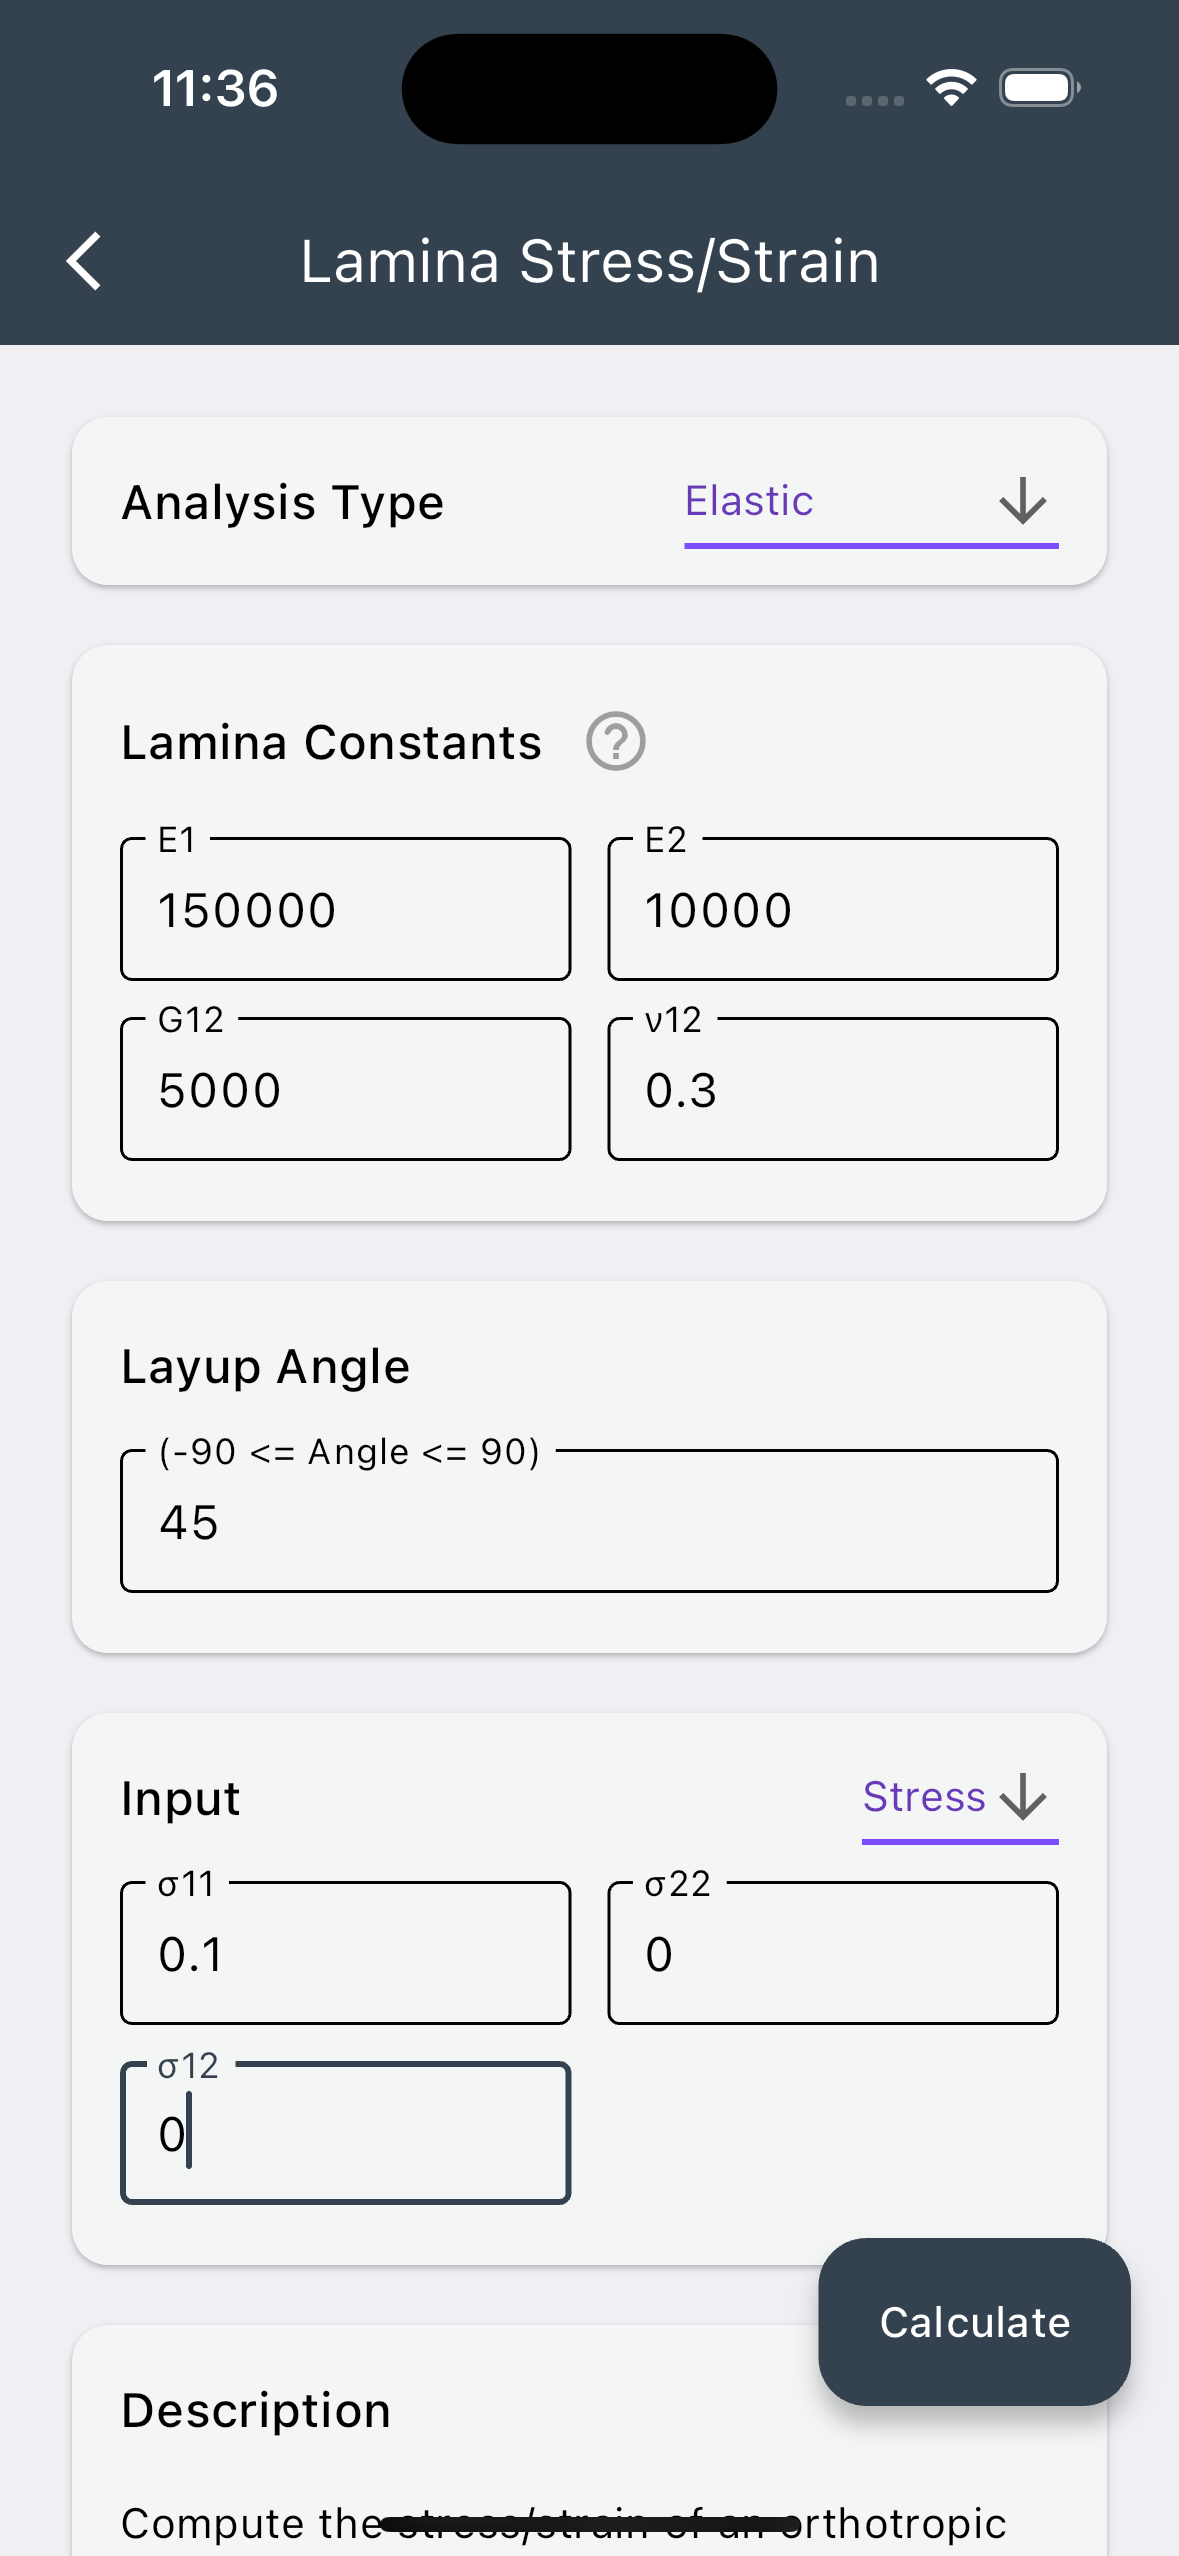 11:36
Lamina Stress/Strain
Analysis Type Elastic
Lamina Constants ?
E1 E2
150000 10000
G12 ν12
5000 0.3
Layup Angle
(-90 <= Angle <= 90)
45
Input Stress
σ11 σ22
0.1 0
σ12
0
Calculate
Description
Compute the stress/strain of an orthotropic